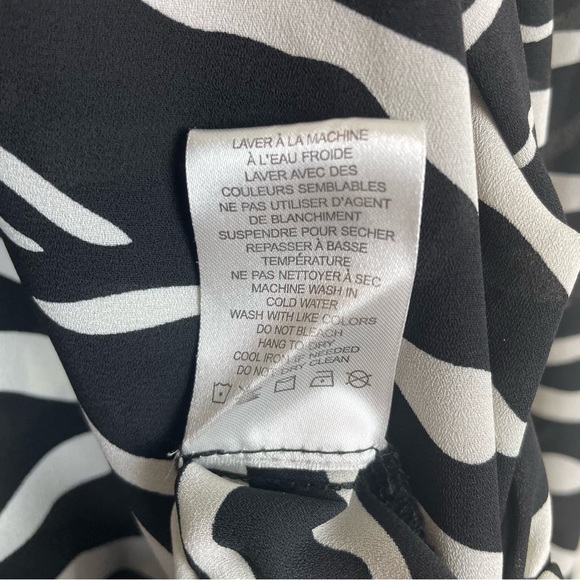 LAVER À LA MACHINE
À L'EAU FROIDE
LAVER AVEC DES
COULEURS SEMBLABLES
NE PAS UTILISER D'AGENT
DE BLANCHIMENT
SUSPENDRE POUR SECHER
REPASSER À BASSE
TEMPÉRATURE
NE PAS NETTOYER À SEC
MACHINE WASH IN
COLD WATER
WASH WITH LIKE COLORS
DO NOT BLEACH
HANG TO DRY
COOL IRON IF NEEDED
DO NOT DRY CLEAN